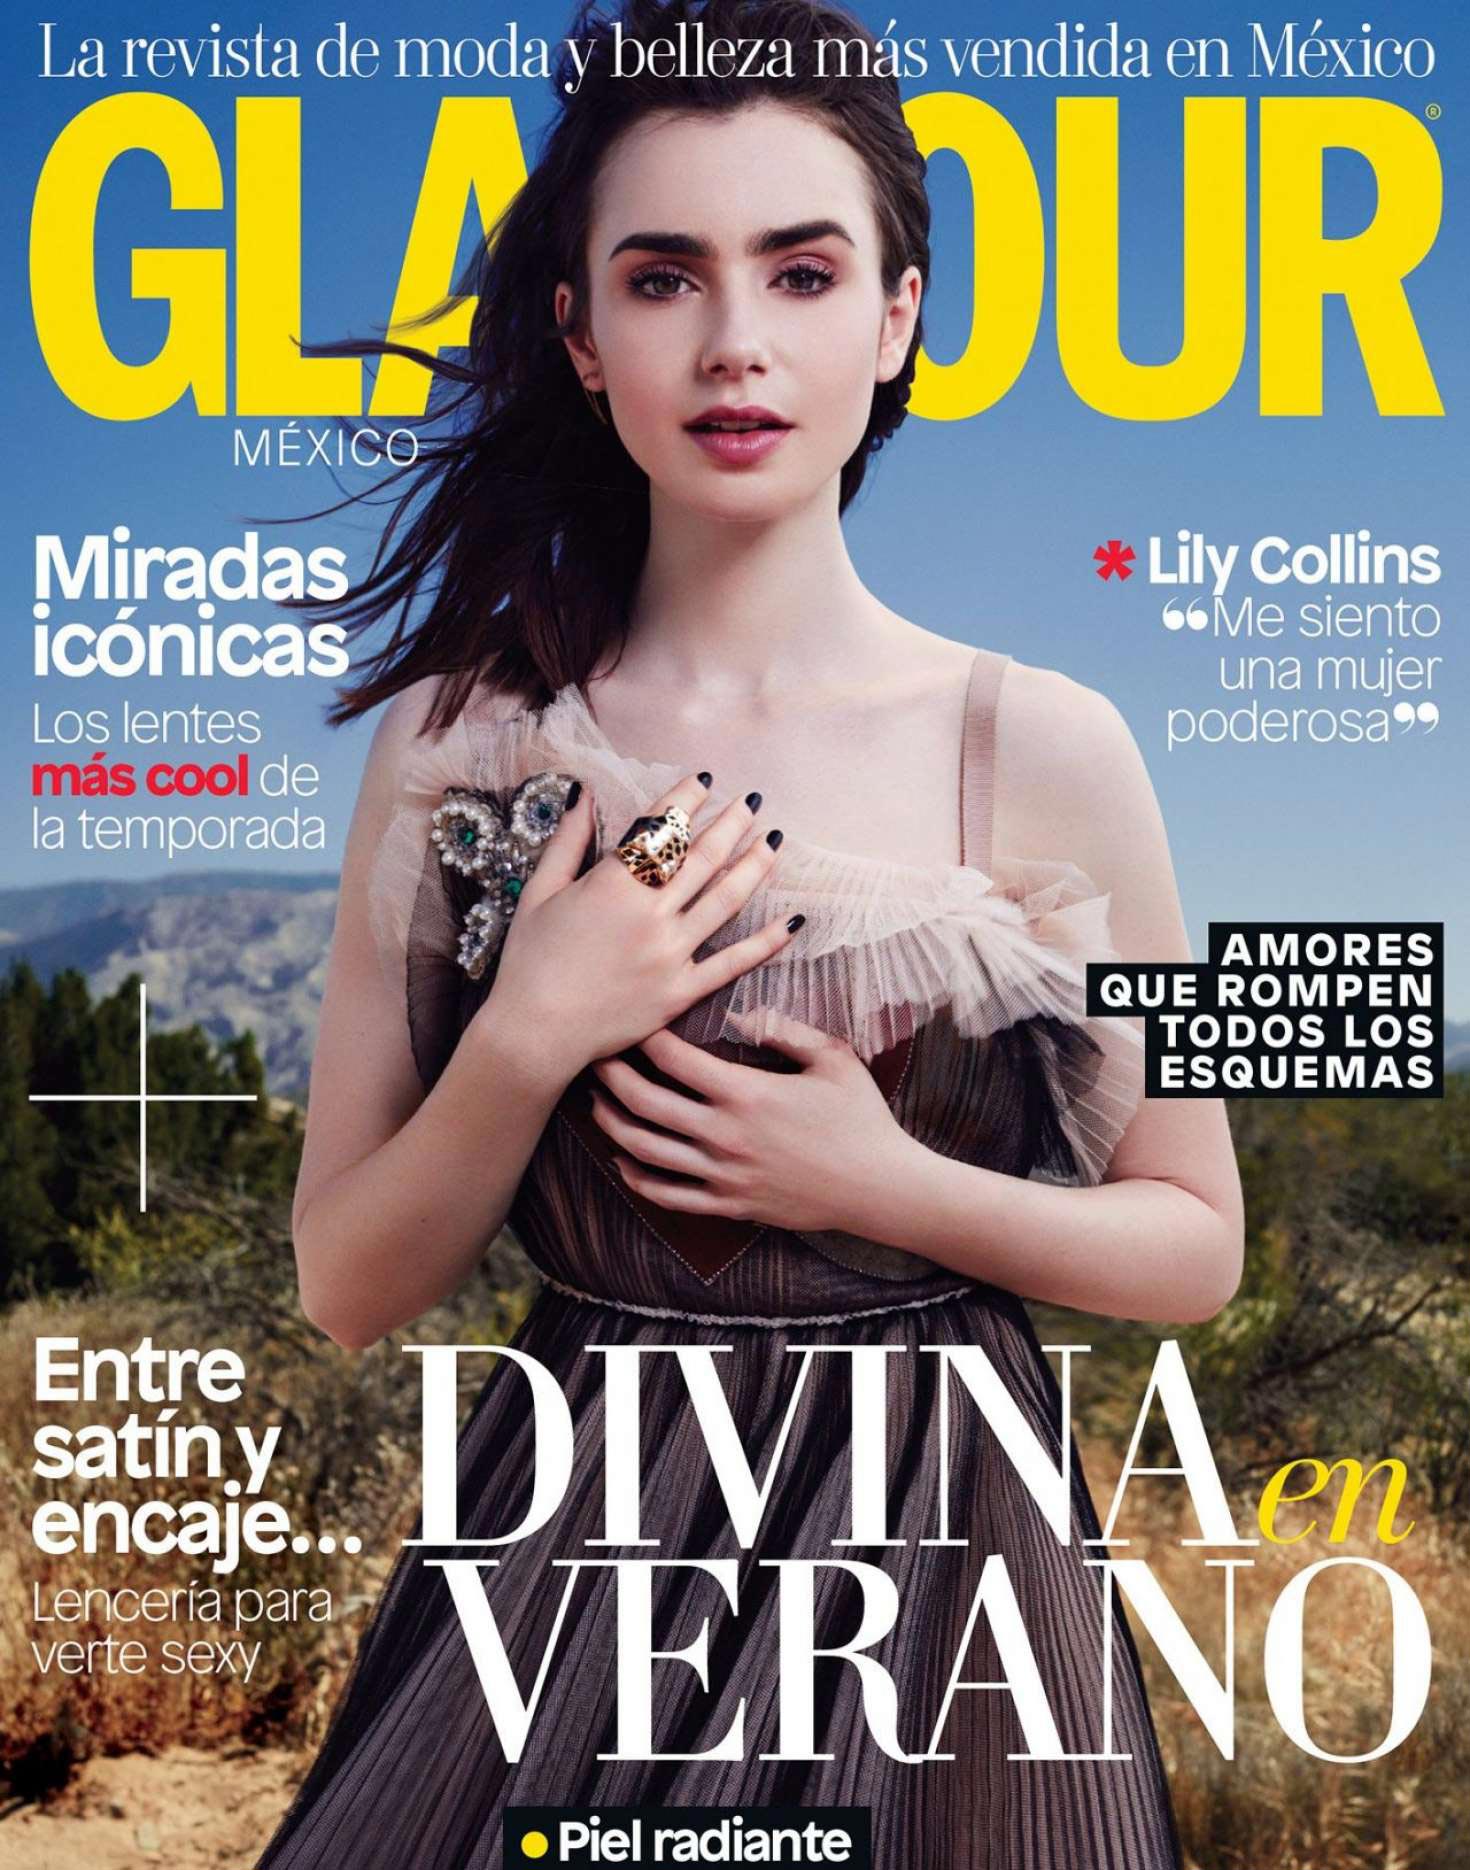 La revista de moda y belleza más vendida en México
GLAMOUR®
MÉXICO
Miradas
icónicas
Los lentes
más cool de
la temporada
* Lily Collins
“Me siento
una mujer
poderosa”
AMORES
QUE ROMPEN
TODOS LOS
ESQUEMAS
+
Entre
satín y
encaje...
Lencería para
verte sexy
DIVINA en
VERANO
• Piel radiante